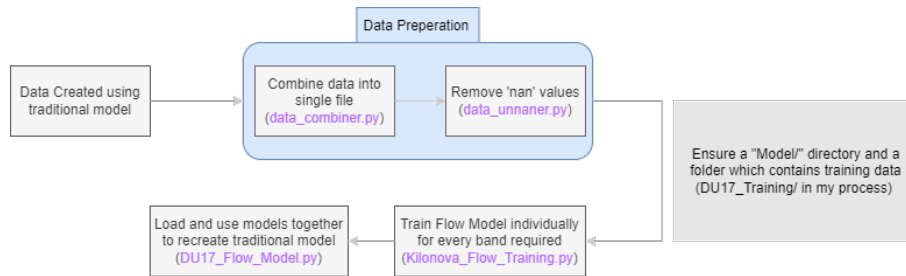 Data Preperation
Data Created using
traditional model
Combine data into
single file
(data_combiner.py)
Remove 'nan' values
(data_unnaner.py)
Ensure a "Model/" directory and a
folder which contains training data
(DU17_Training/ in my process)
Load and use models together
to recreate traditional model
(DU17_Flow_Model.py)
Train Flow Model individually
for every band required
(Kilonova_Flow_Training.py)